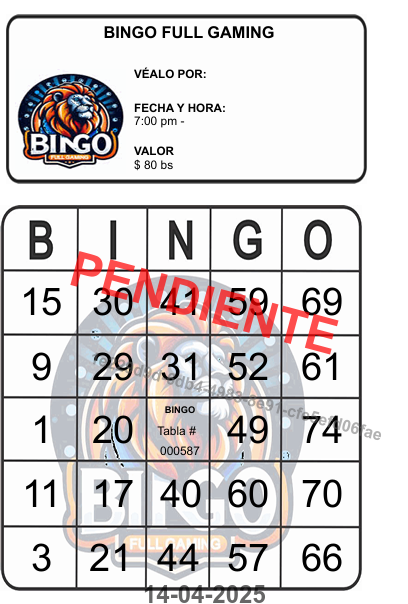 BINGO FULL GAMING
VÉALO POR:
FECHA Y HORA:
7:00 pm -
VALOR
$ 80 bs
BINGO
FULL GAMING
B I N G O
PENDIENTE
15 30 41 59 69
9 29 31 52 61
BINGO
1 20 Tabla # 49 74
000587
11 17 40 60 70
BINGO
3 21 44 57 66
FULL GAMING
14-04-2025